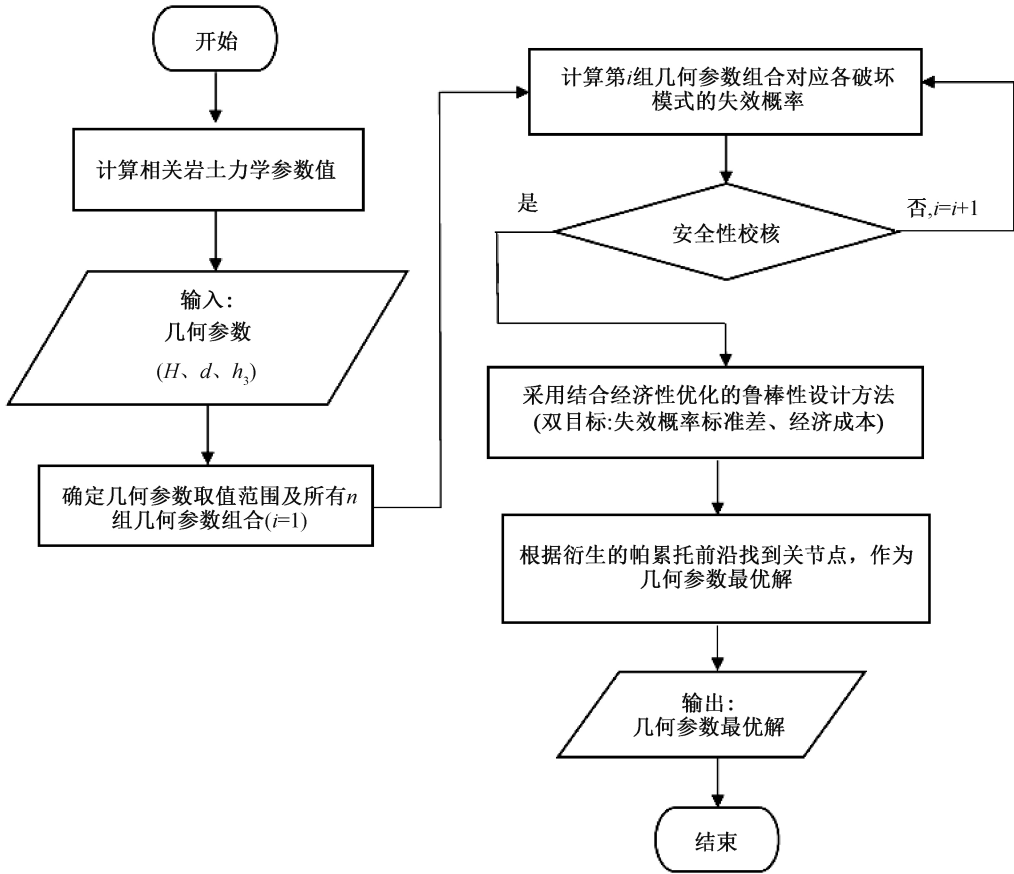 开始
计算相关岩土力学参数值
输入：
几何参数
(H、d、h₃)
确定几何参数取值范围及所有n
组几何参数组合(i=1)
计算第i组几何参数组合对应各破坏
模式的失效概率
安全性校核
是
否,i=i+1
采用结合经济性优化的鲁棒性设计方法
(双目标:失效概率标准差、经济成本)
根据衍生的帕累托前沿找到关节点，作为
几何参数最优解
输出：
几何参数最优解
结束